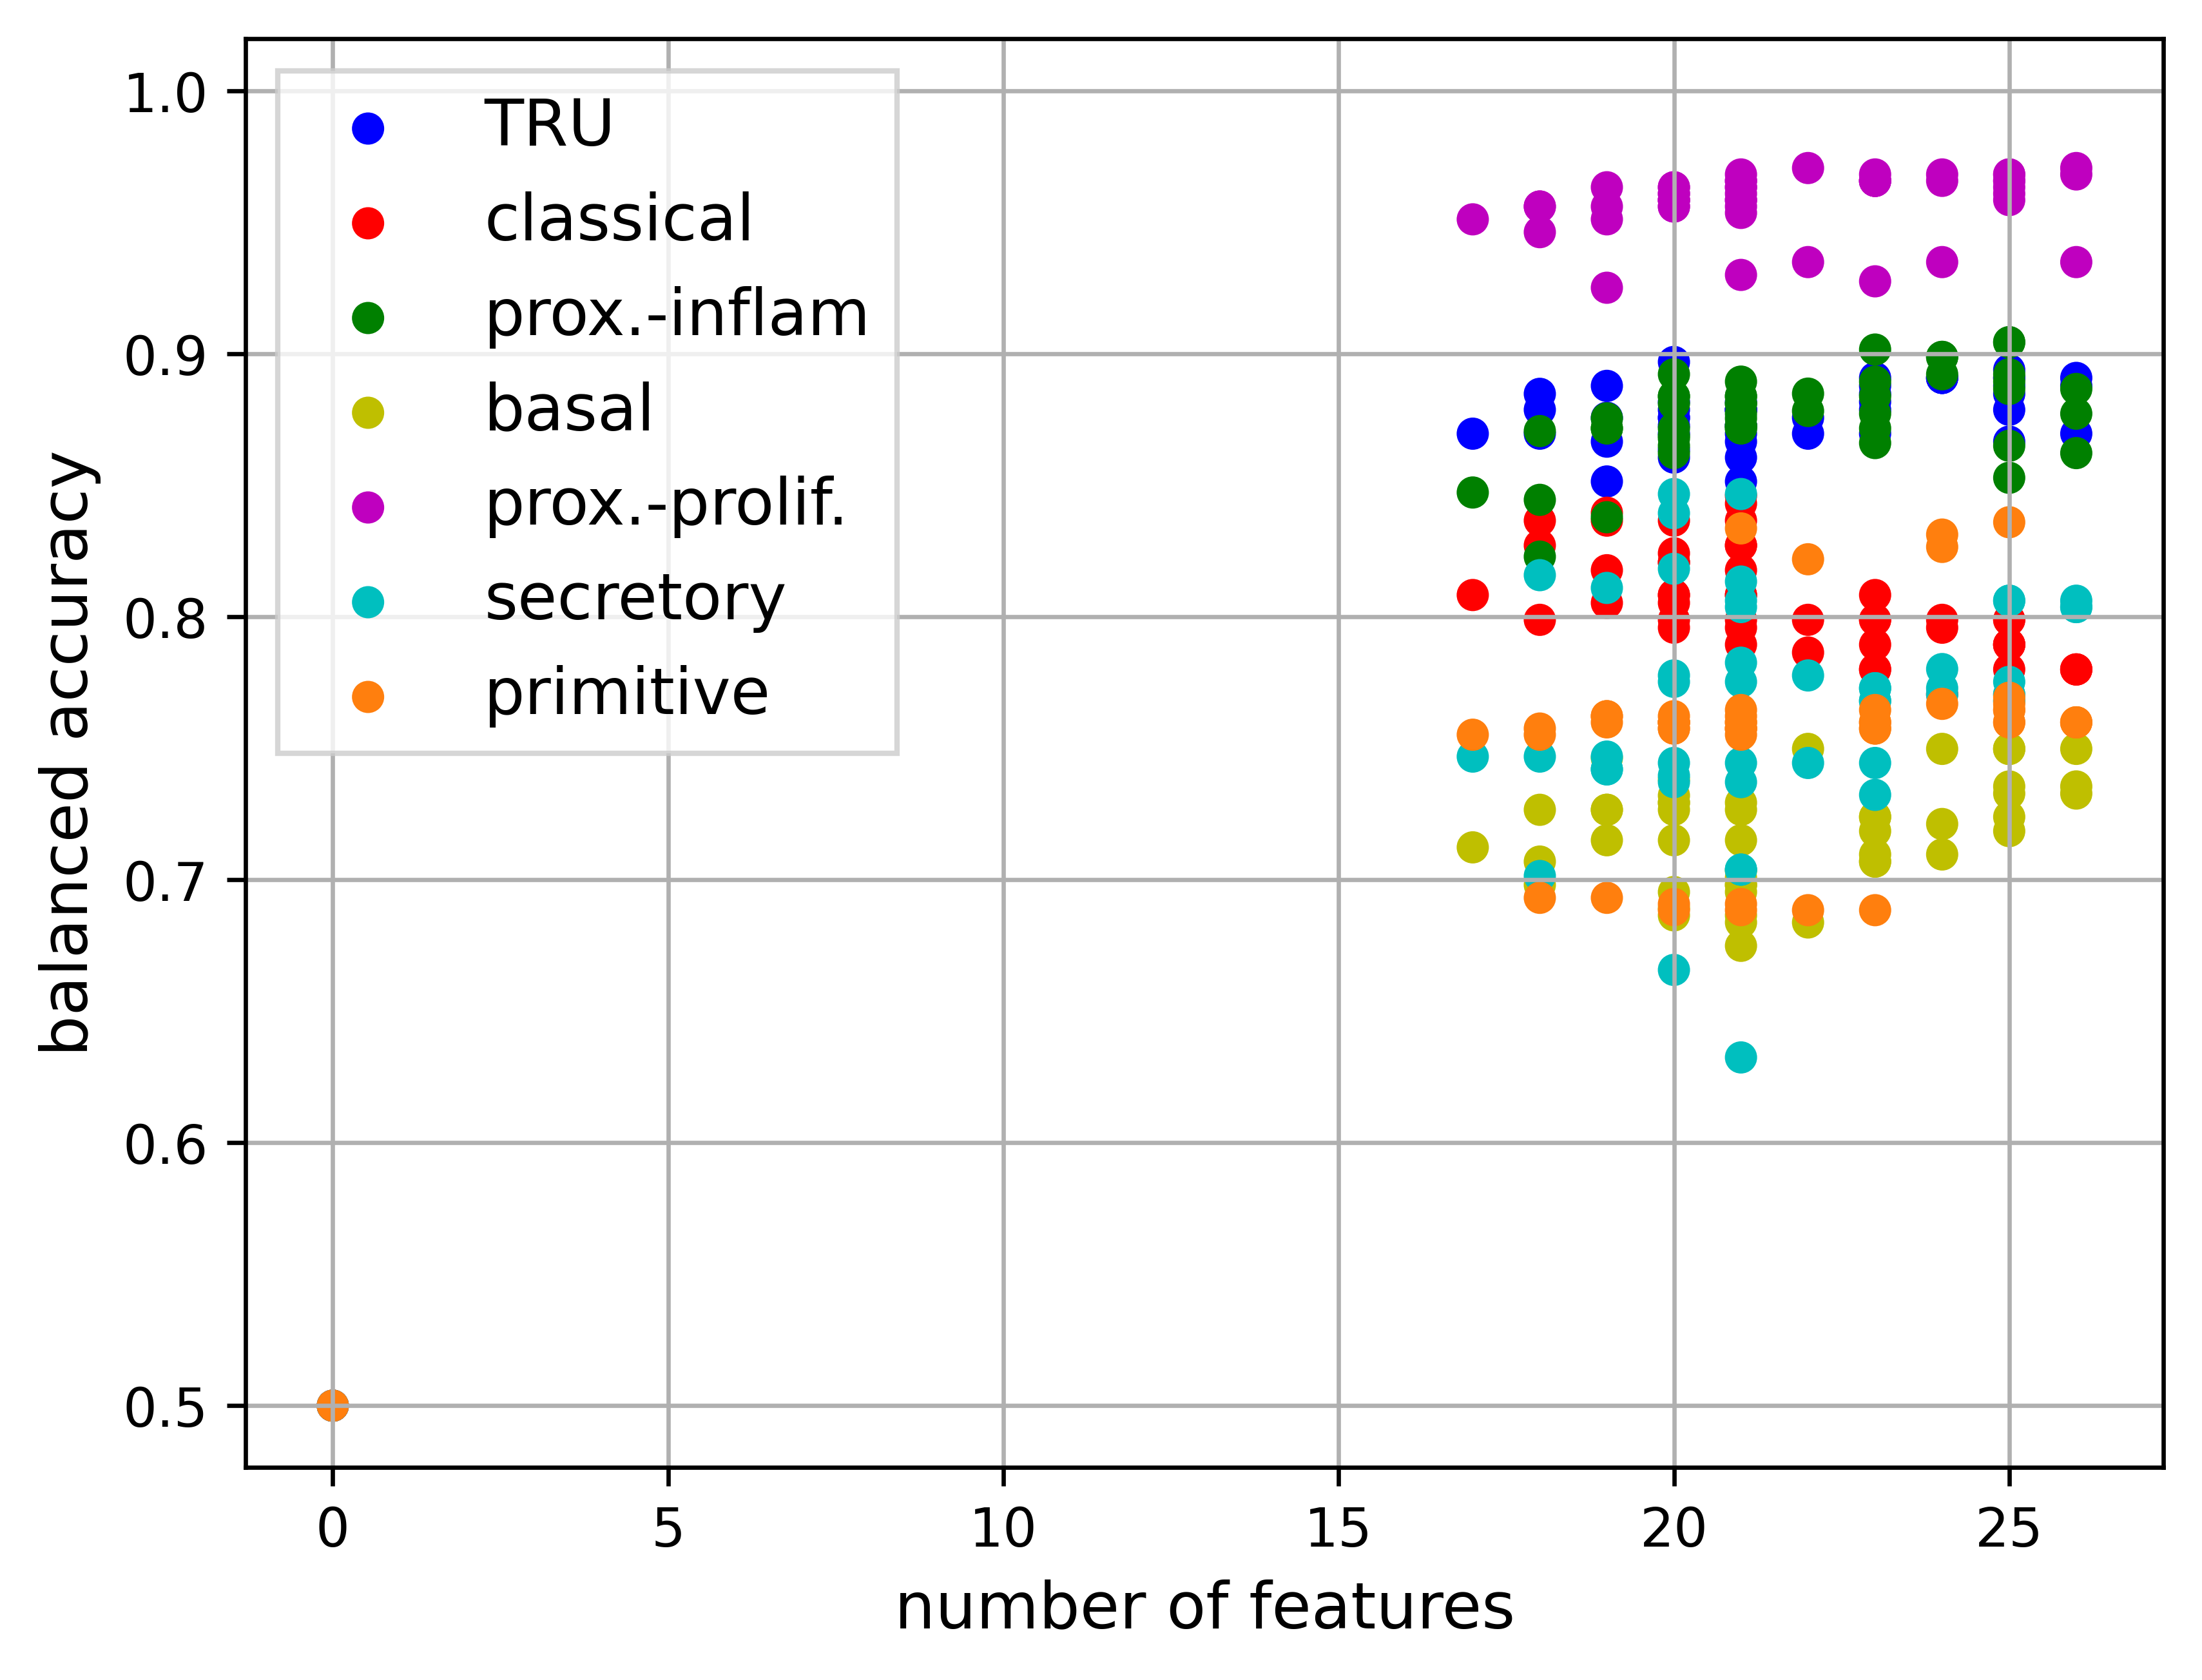 TRU
classical
prox.-inflam
basal
prox.-prolif.
secretory
primitive
1.0
0.9
0.8
0.7
0.6
0.5
balanced accuracy
0 5 10 15 20 25
number of features